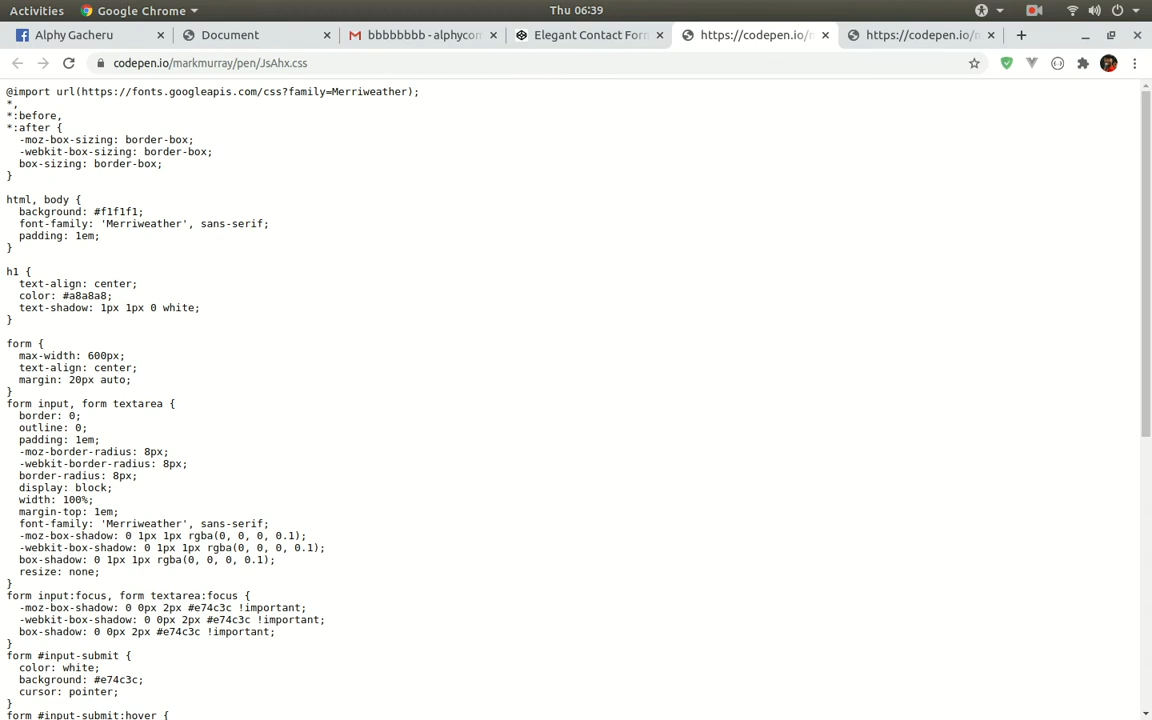 Activities Google Chrome Thu 06:39
Alphy Gacheru Document bbbbbbbb - alphycom Elegant Contact Form https://codepen.io/m https://codepen.io/m
codepen.io/markmurray/pen/JsAhx.css
@import url(https://fonts.googleapis.com/css?family=Merriweather);
*,
*:before,
*:after {
  -moz-box-sizing: border-box;
  -webkit-box-sizing: border-box;
  box-sizing: border-box;
}
html, body {
  background: #f1f1f1;
  font-family: 'Merriweather', sans-serif;
  padding: 1em;
}
h1 {
  text-align: center;
  color: #a8a8a8;
  text-shadow: 1px 1px 0 white;
}
form {
  max-width: 600px;
  text-align: center;
  margin: 20px auto;
}
form input, form textarea {
  border: 0;
  outline: 0;
  padding: 1em;
  -moz-border-radius: 8px;
  -webkit-border-radius: 8px;
  border-radius: 8px;
  display: block;
  width: 100%;
  margin-top: 1em;
  font-family: 'Merriweather', sans-serif;
  -moz-box-shadow: 0 1px 1px rgba(0, 0, 0, 0.1);
  -webkit-box-shadow: 0 1px 1px rgba(0, 0, 0, 0.1);
  box-shadow: 0 1px 1px rgba(0, 0, 0, 0.1);
  resize: none;
}
form input:focus, form textarea:focus {
  -moz-box-shadow: 0 0px 2px #e74c3c !important;
  -webkit-box-shadow: 0 0px 2px #e74c3c !important;
  box-shadow: 0 0px 2px #e74c3c !important;
}
form #input-submit {
  color: white;
  background: #e74c3c;
  cursor: pointer;
}
form #input-submit:hover {